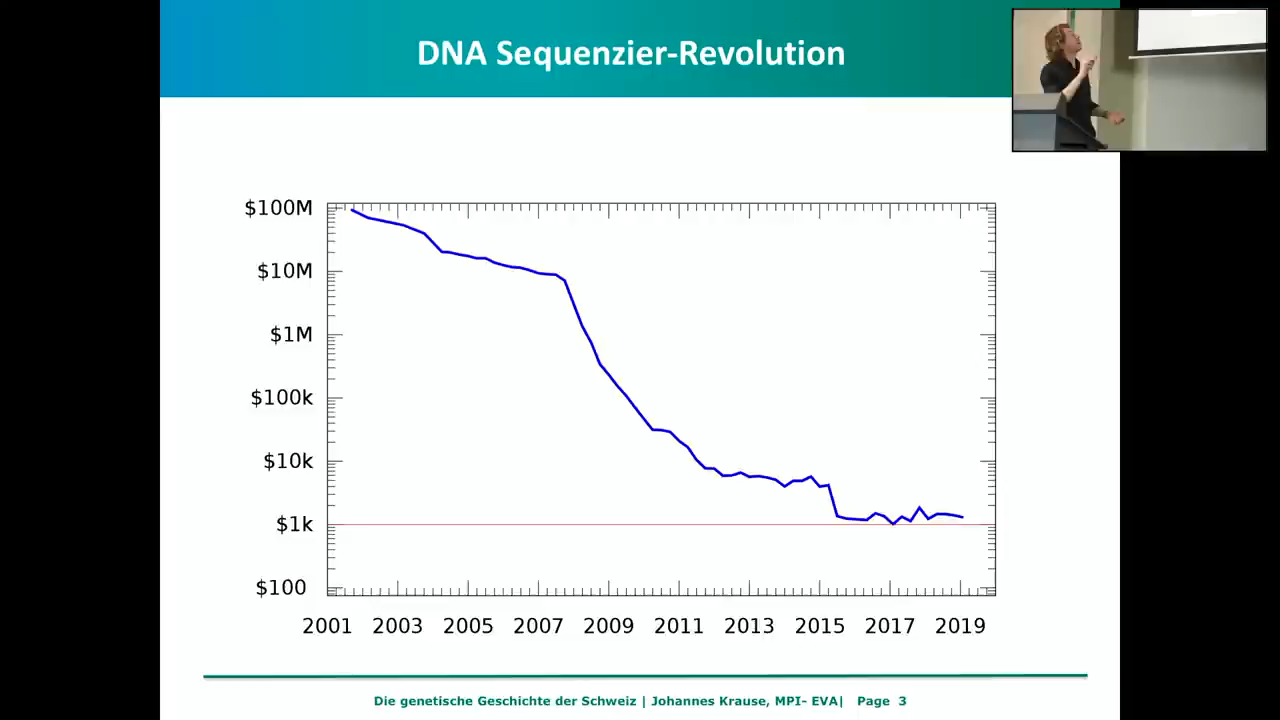 DNA Sequenzier-Revolution
$100M
$10M
$1M
$100k
$10k
$1k
$100
2001 2003 2005 2007 2009 2011 2013 2015 2017 2019
Die genetische Geschichte der Schweiz | Johannes Krause, MPI- EVA| Page 3